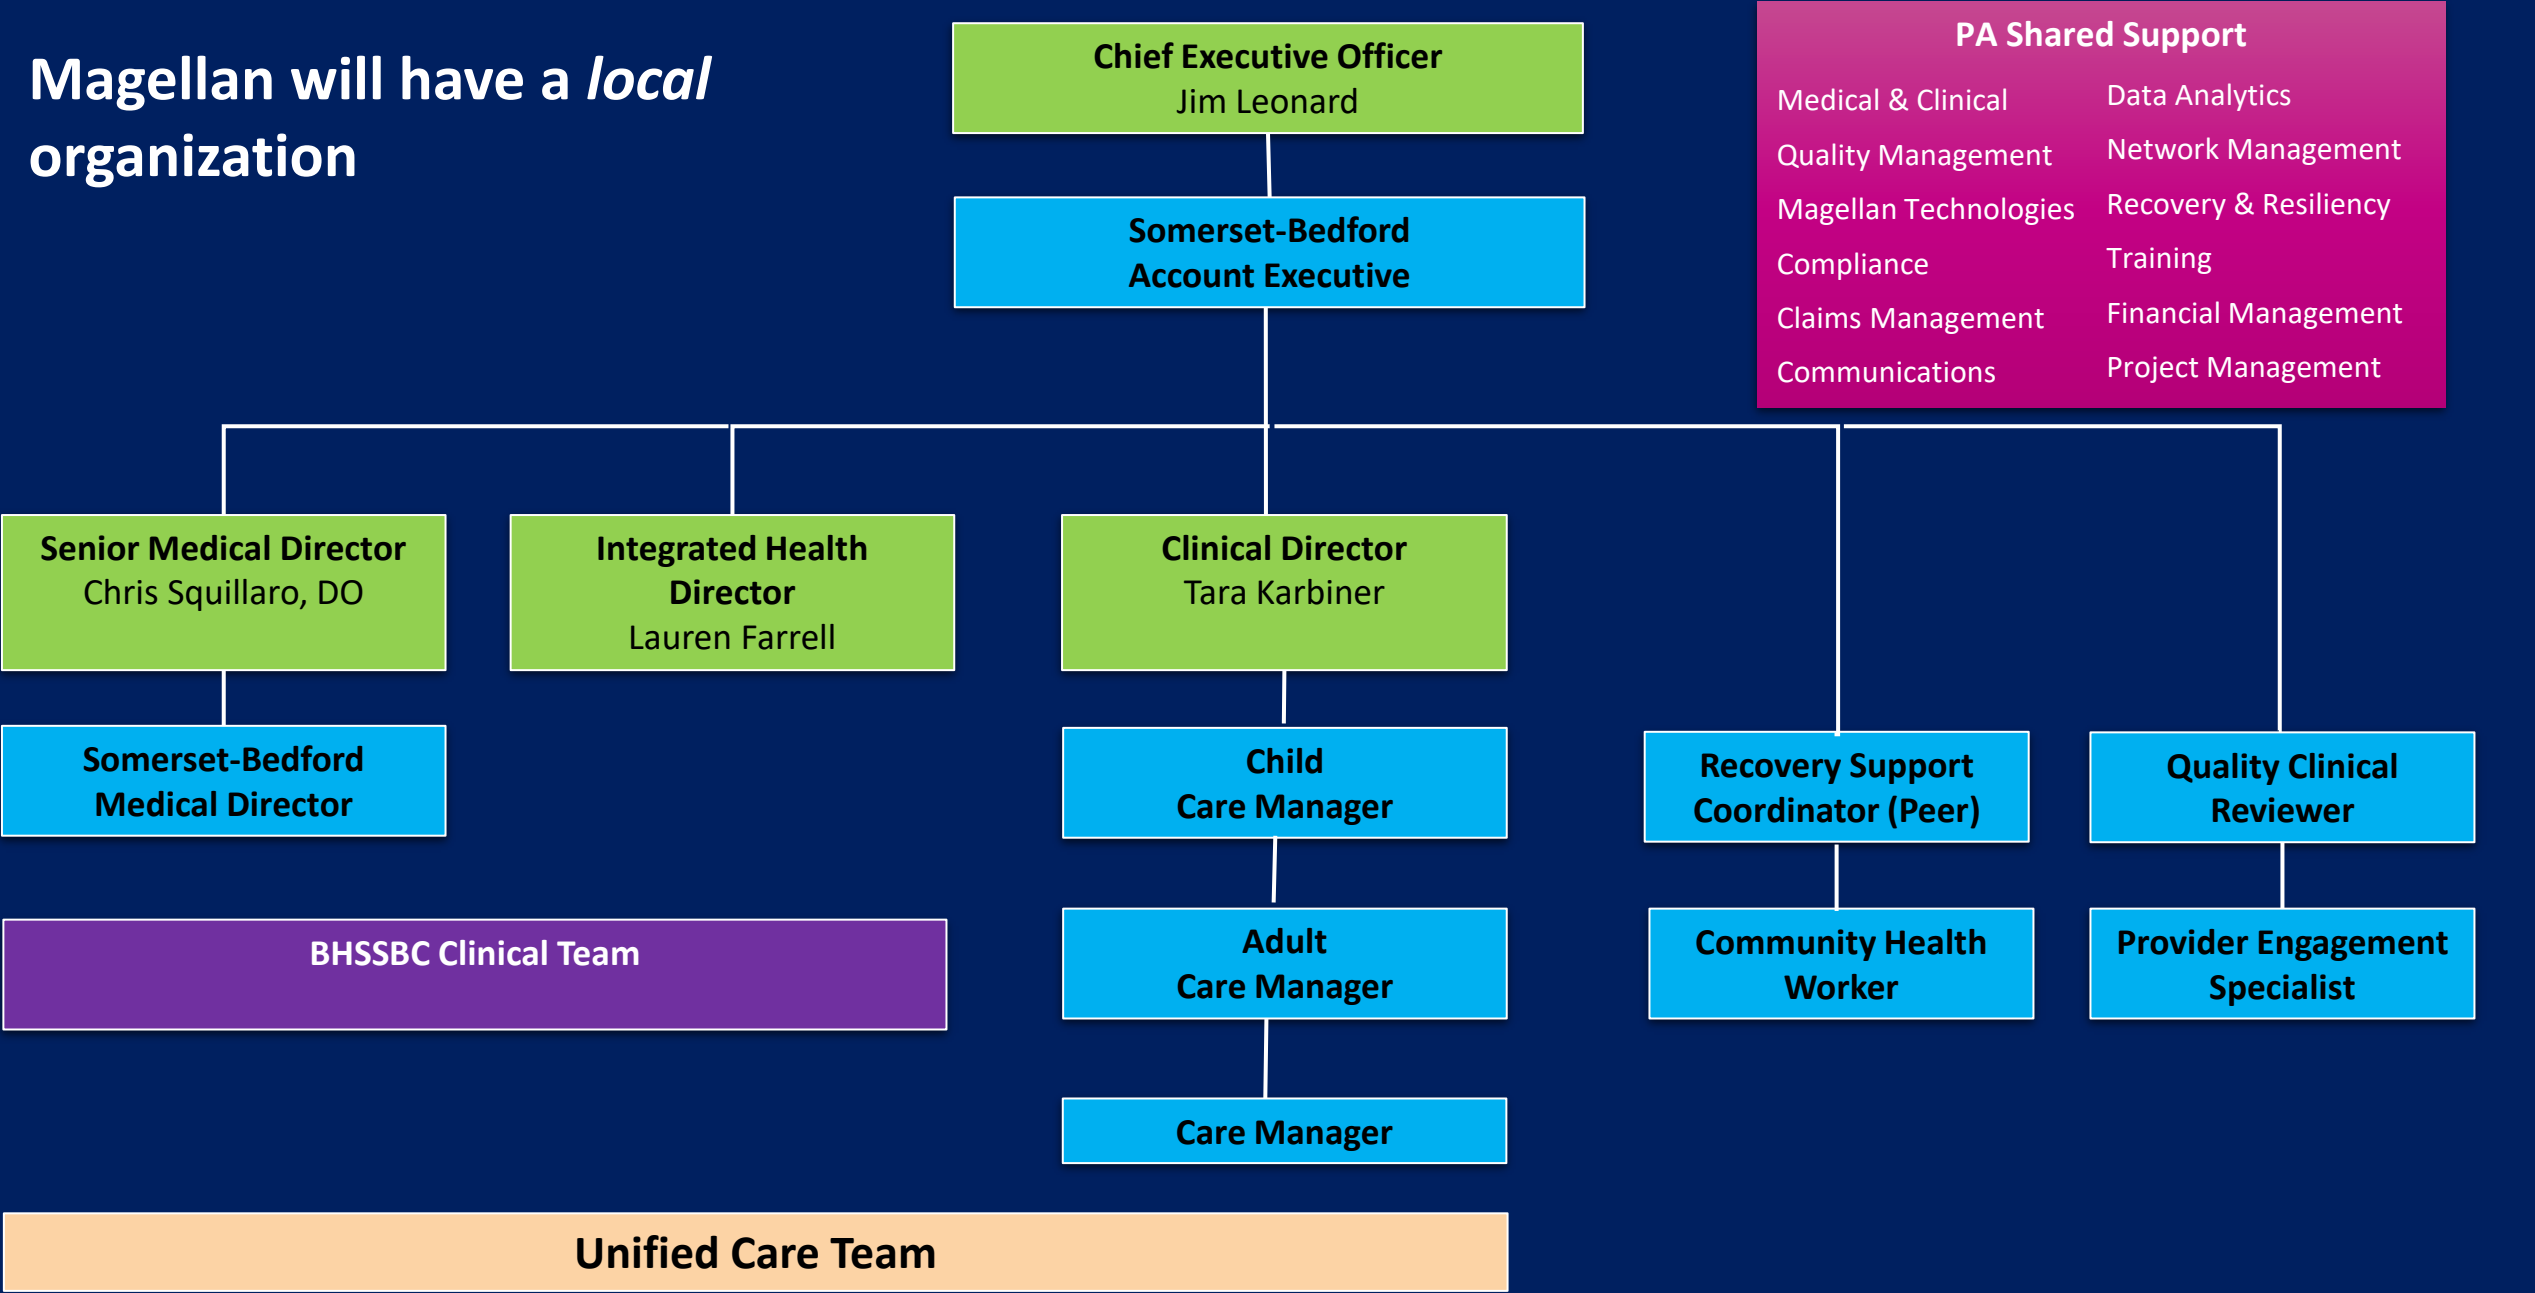 Magellan will have a local
organization
Chief Executive Officer
Jim Leonard
Somerset-Bedford
Account Executive
PA Shared Support
Medical & Clinical
Quality Management
Magellan Technologies
Compliance
Claims Management
Communications
Data Analytics
Network Management
Recovery & Resiliency
Training
Financial Management
Project Management
Senior Medical Director
Chris Squillaro, DO
Integrated Health
Director
Lauren Farrell
Clinical Director
Tara Karbiner
Somerset-Bedford
Medical Director
Child
Care Manager
Recovery Support
Coordinator (Peer)
Quality Clinical
Reviewer
BHSSBC Clinical Team
Adult
Care Manager
Community Health
Worker
Provider Engagement
Specialist
Care Manager
Unified Care Team